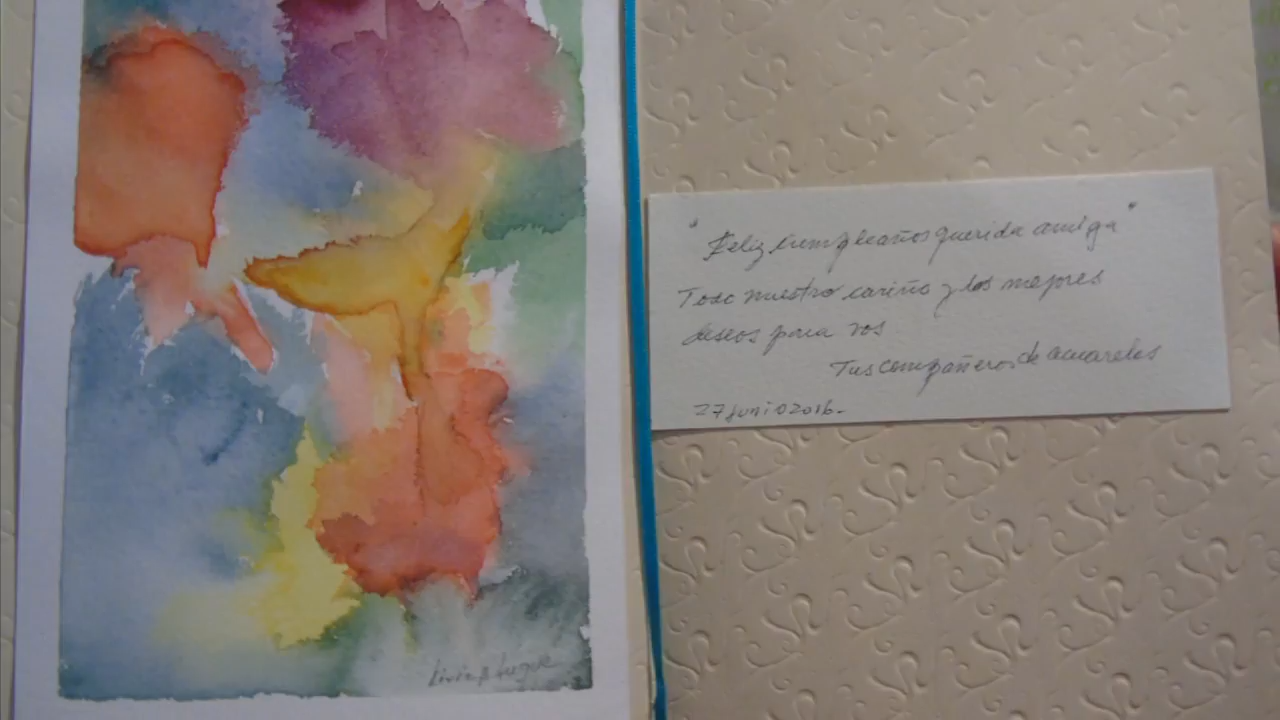 "Feliz Cumpleaños querida amiga"
Todo nuestro cariño y los mejores
deseos para vos
Tus compañeros de acuarelas
27 junio 2016.-